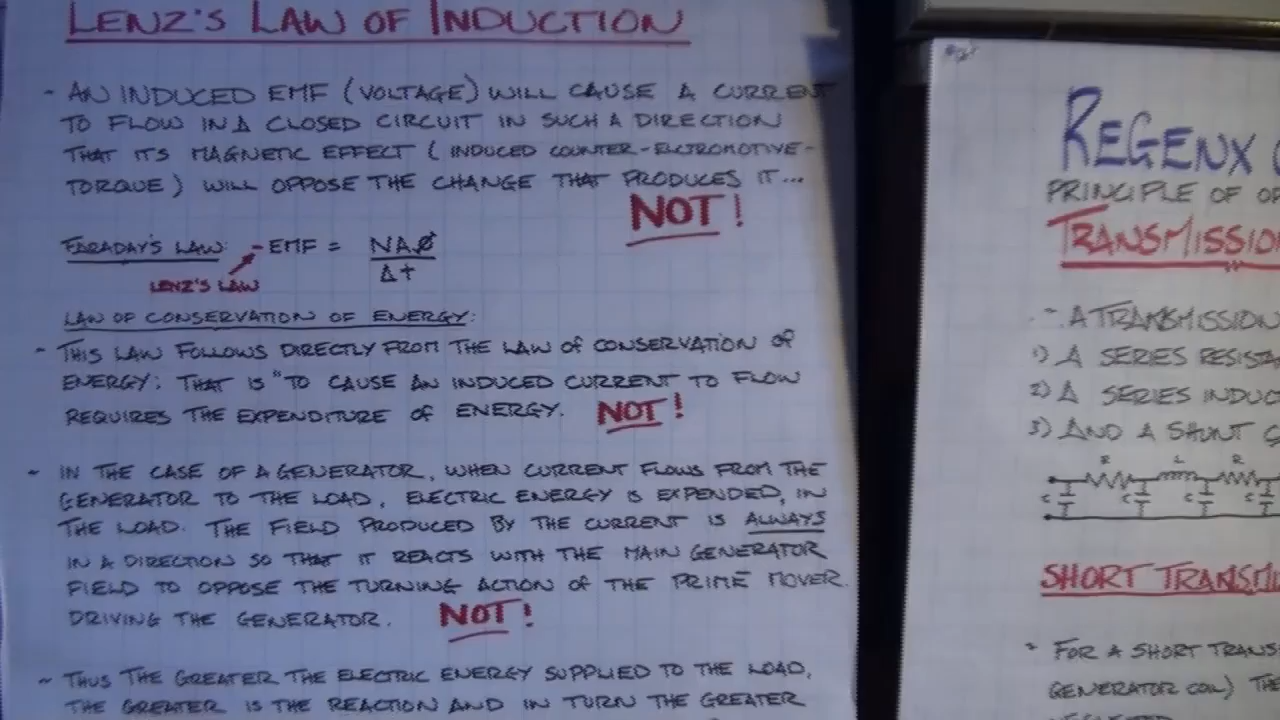 LENZ'S LAW OF INDUCTION
- AN INDUCED EMF (VOLTAGE) WILL CAUSE A CURRENT
TO FLOW IN A CLOSED CIRCUIT IN SUCH A DIRECTION
THAT ITS MAGNETIC EFFECT (INDUCED COUNTER-ELCTROMOTIVE-
TORQUE) WILL OPPOSE THE CHANGE THAT PRODUCES IT...
NOT!
FARADAY'S LAW: - EMF = NΔØ
Δt
LENZ'S LAW
LAW OF CONSERVATION OF ENERGY:
- THIS LAW FOLLOWS DIRECTLY FROM THE LAW OF CONSERVATION OF
ENERGY: THAT IS "TO CAUSE AN INDUCED CURRENT TO FLOW
REQUIRES THE EXPENDITURE OF ENERGY. NOT!
- IN THE CASE OF A GENERATOR, WHEN CURRENT FLOWS FROM THE
GENERATOR TO THE LOAD, ELECTRIC ENERGY IS EXPENDED, IN
THE LOAD. THE FIELD PRODUCED BY THE CURRENT IS ALWAYS
IN A DIRECTION SO THAT IT REACTS WITH THE MAIN GENERATOR
FIELD TO OPPOSE THE TURNING ACTION OF THE PRIME MOVER
DRIVING THE GENERATOR. NOT!
- THUS THE GREATER THE ELECTRIC ENERGY SUPPLIED TO THE LOAD,
THE GREATER IS THE REACTION AND IN TURN THE GREATER
REGENX
PRINCIPLE OF
TRANSMISSION
- A TRANSMISSION
1) A SERIES
2) A SERIES
3) AND A SHUNT
R L R
C C C C
SHORT
FOR A SHORT
GENERATOR COIL)